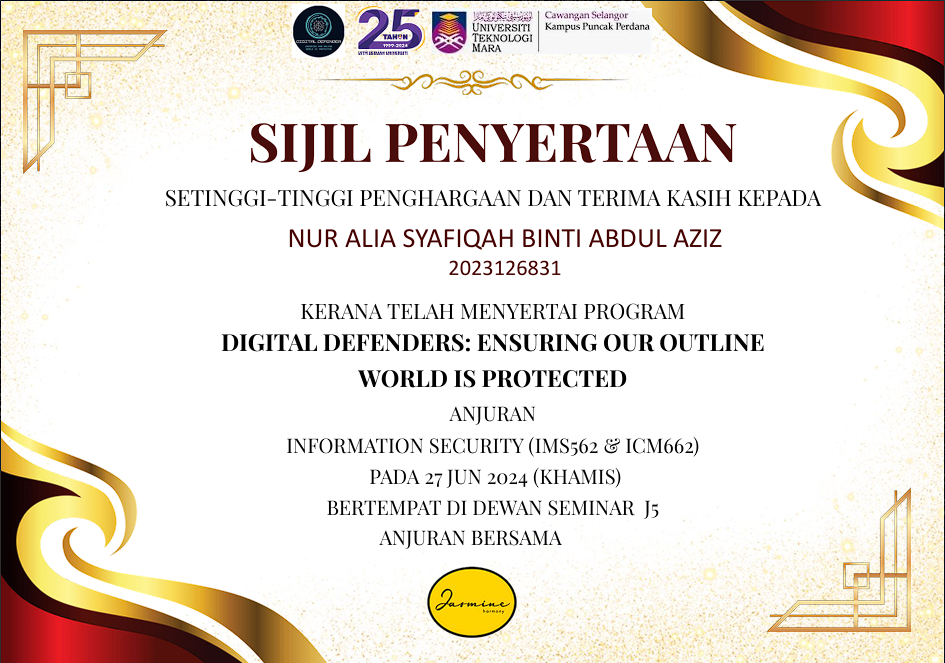 DIGITAL DEFENDER
25
TAHUN
1999-2024
UNIVERSITI
TEKNOLOGI
MARA
Cawangan Selangor
Kampus Puncak Perdana
SIJIL PENYERTAAN
SETINGGI-TINGGI PENGHARGAAN DAN TERIMA KASIH KEPADA
NUR ALIA SYAFIQAH BINTI ABDUL AZIZ
2023126831
KERANA TELAH MENYERTAI PROGRAM
DIGITAL DEFENDERS: ENSURING OUR OUTLINE
WORLD IS PROTECTED
ANJURAN
INFORMATION SECURITY (IMS562 & ICM662)
PADA 27 JUN 2024 (KHAMIS)
BERTEMPAT DI DEWAN SEMINAR J5
ANJURAN BERSAMA
Jasmine
harmony